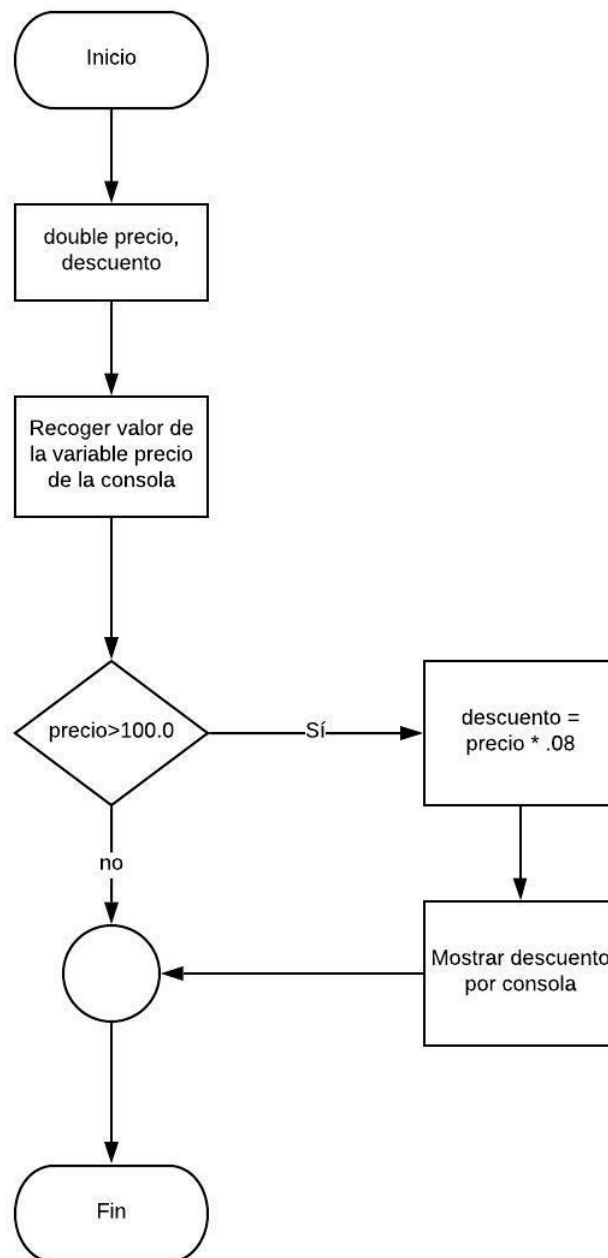 Inicio
double precio,
descuento
Recoger valor de
la variable precio
de la consola
precio>100.0
Sí
descuento =
precio * .08
no
Mostrar descuento
por consola
Fin